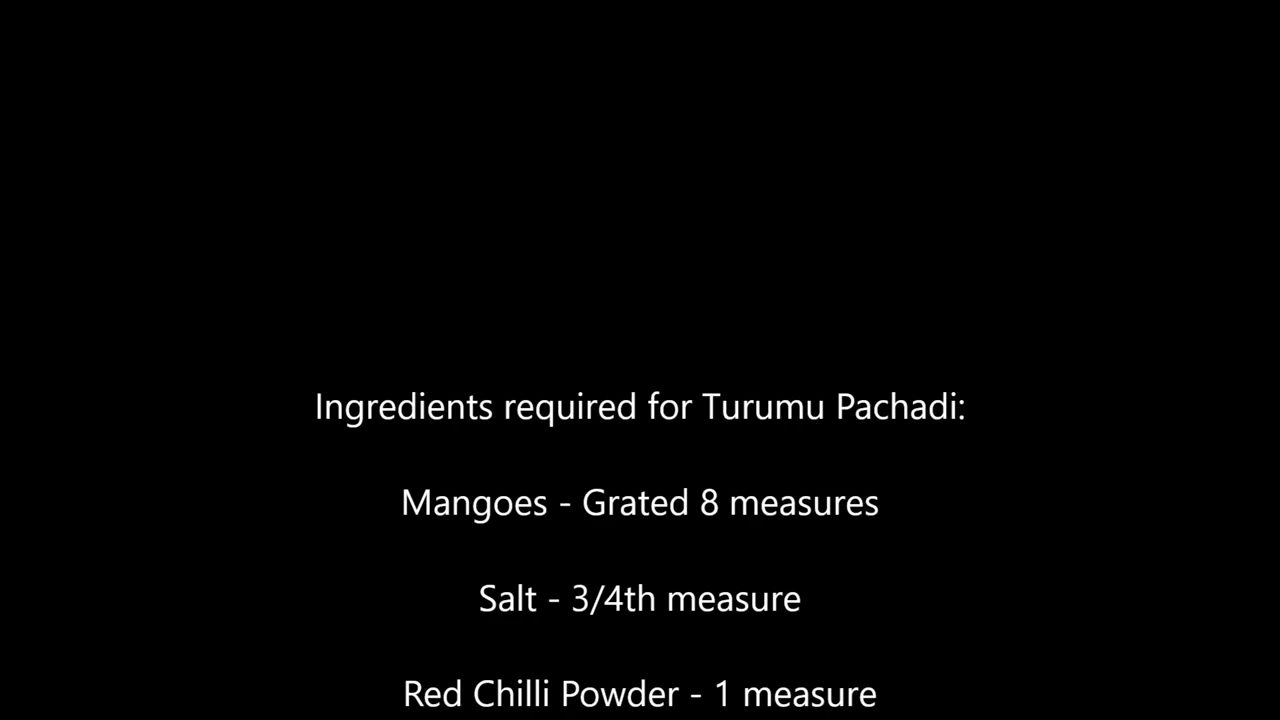 Ingredients required for Turumu Pachadi:
Mangoes - Grated 8 measures
Salt - 3/4th measure
Red Chilli Powder - 1 measure